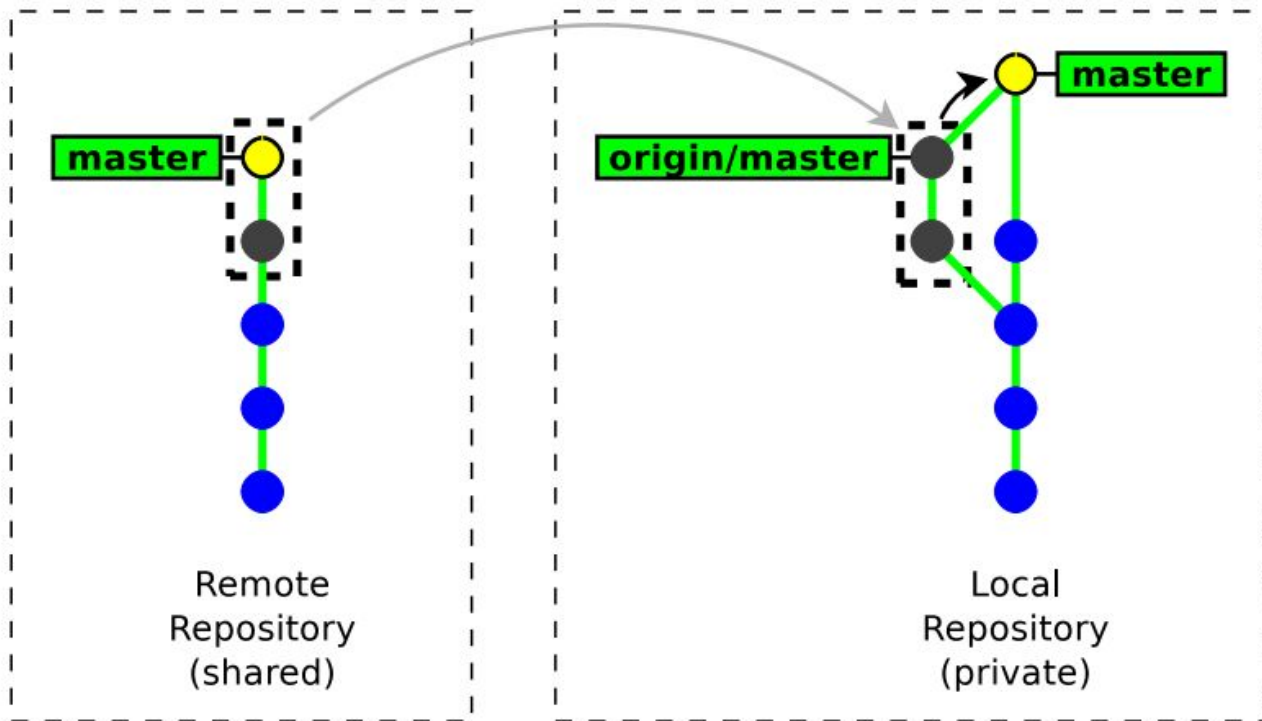 master
origin/master
master
Remote
Repository
(shared)
Local
Repository
(private)